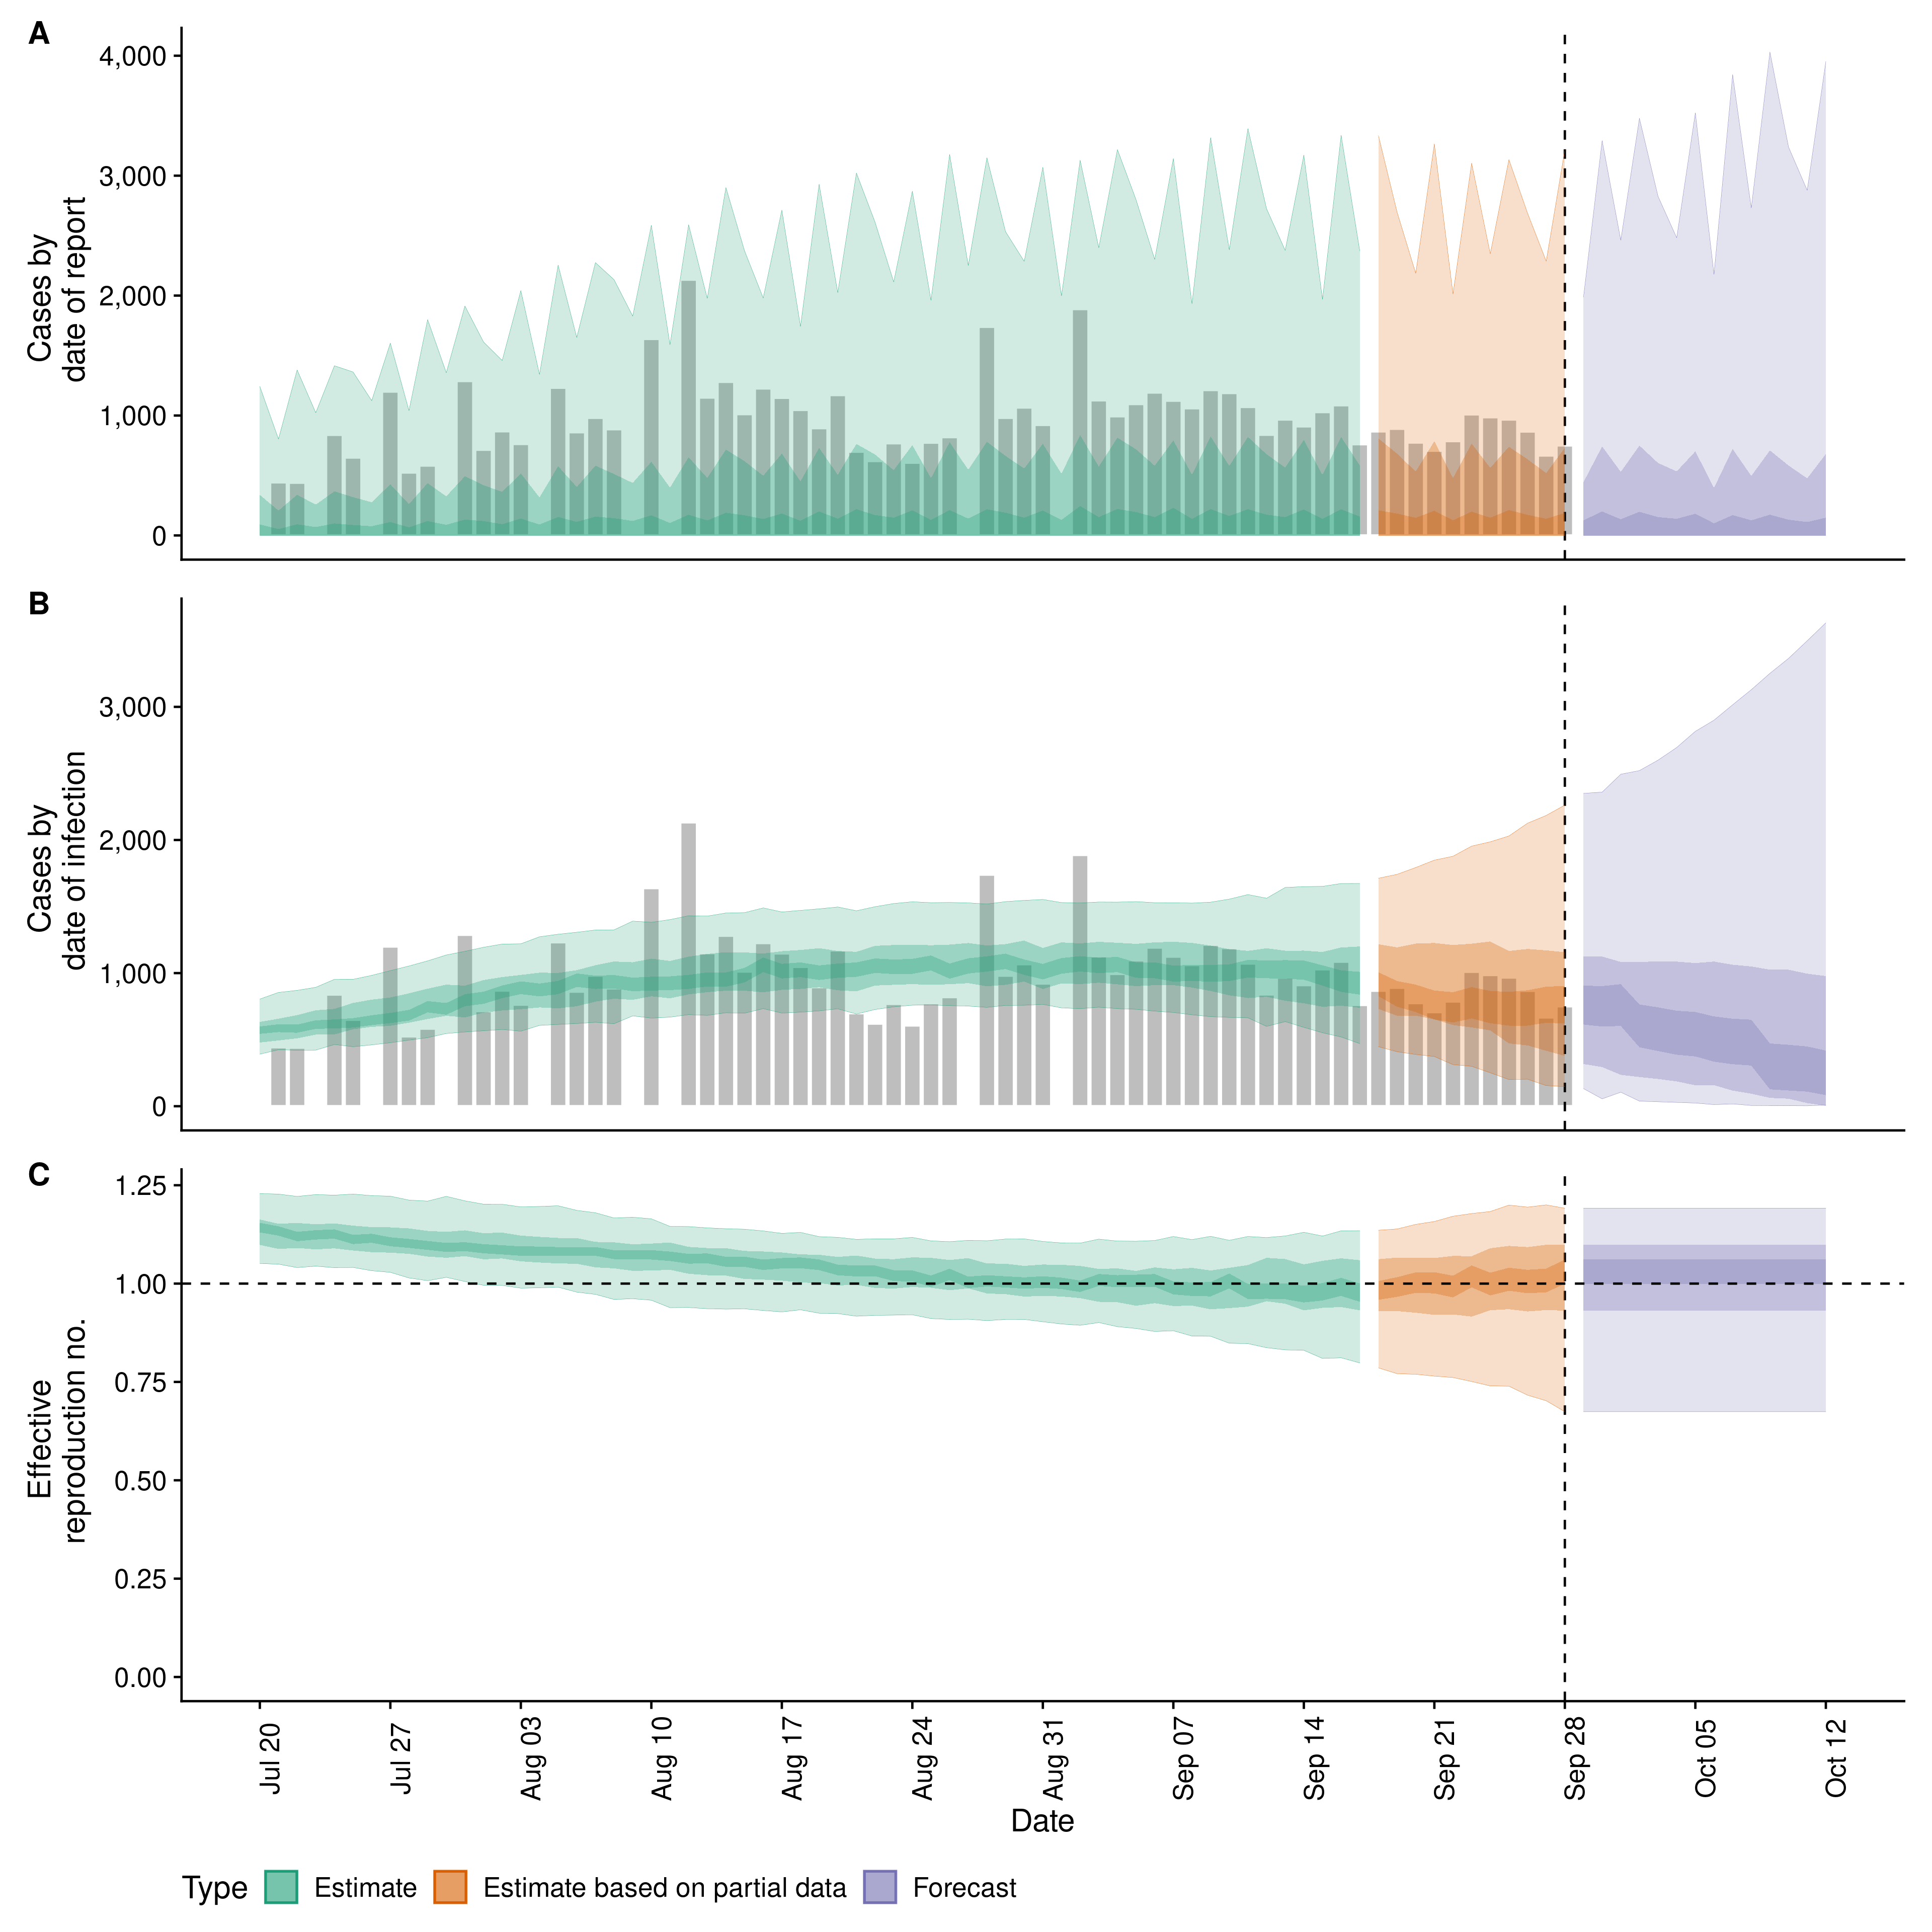 A
Cases by
date of report
4,000
3,000
2,000
1,000
0
B
Cases by
date of infection
3,000
2,000
1,000
0
C
Effective
reproduction no.
1.25
1.00
0.75
0.50
0.25
0.00
Jul 20
Jul 27
Aug 03
Aug 10
Aug 17
Aug 24
Aug 31
Sep 07
Sep 14
Sep 21
Sep 28
Oct 05
Oct 12
Date
Type Estimate Estimate based on partial data Forecast